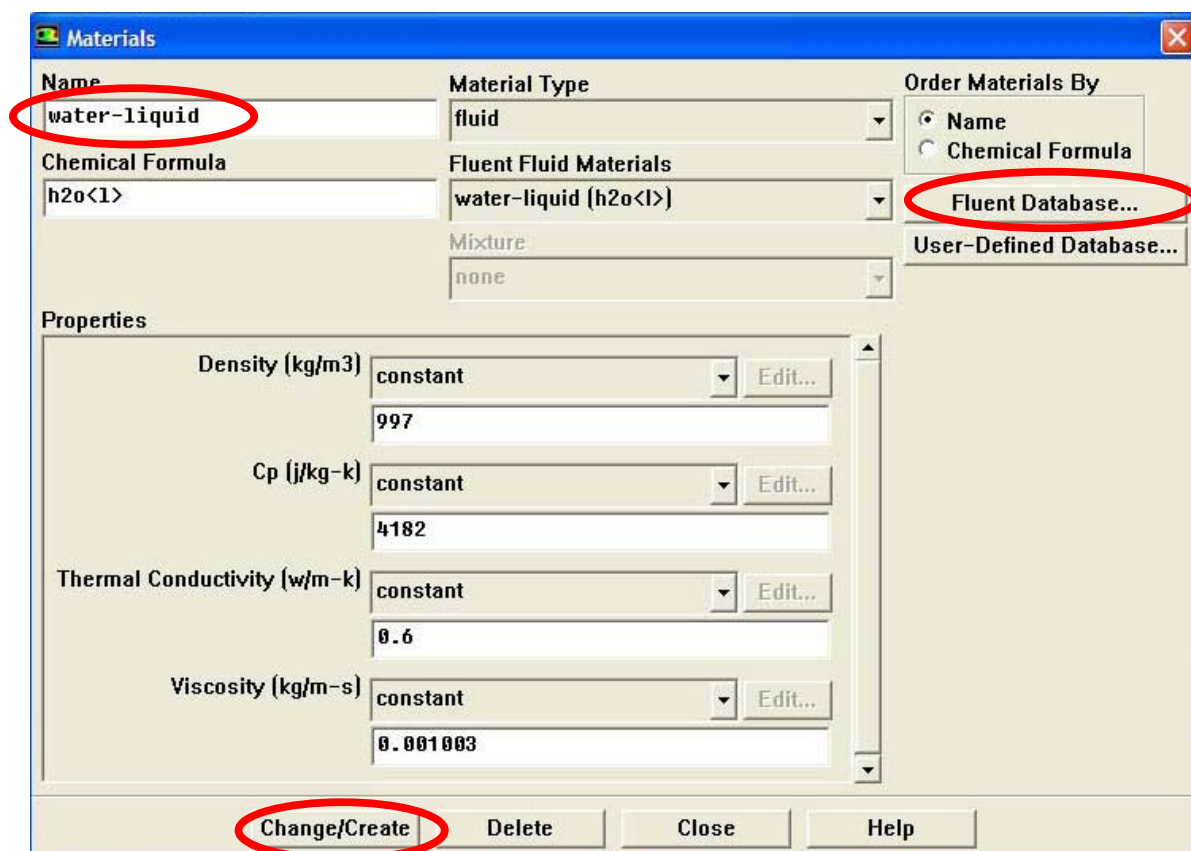 Materials
Name
water-liquid
Chemical Formula
h2o<l>
Material Type
fluid
Fluent Fluid Materials
water-liquid (h2o<l>)
Mixture
none
Order Materials By
Name
Chemical Formula
Fluent Database...
User-Defined Database...
Properties
Density (kg/m3)
constant
Edit...
997
Cp (j/kg-k)
constant
Edit...
4182
Thermal Conductivity (w/m-k)
constant
Edit...
0.6
Viscosity (kg/m-s)
constant
Edit...
0.001003
Change/Create
Delete
Close
Help